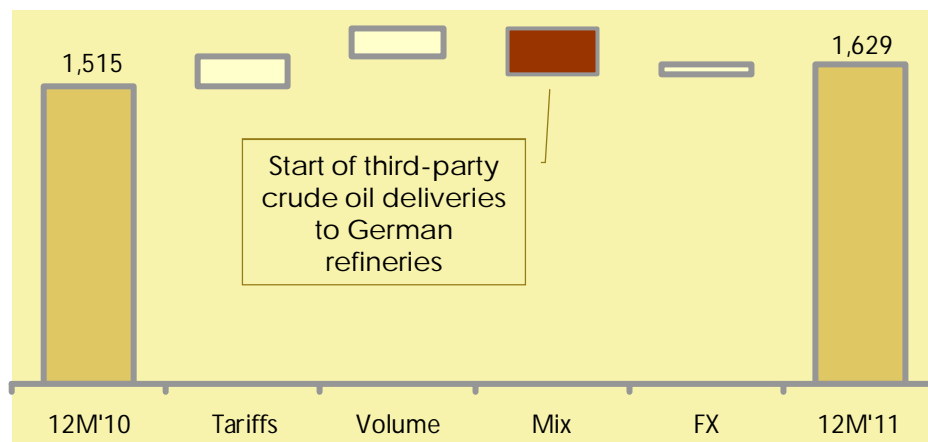 1,515
1,629
Start of third-party
crude oil deliveries
to German
refineries
12M'10
Tariffs
Volume
Mix
FX
12M'11